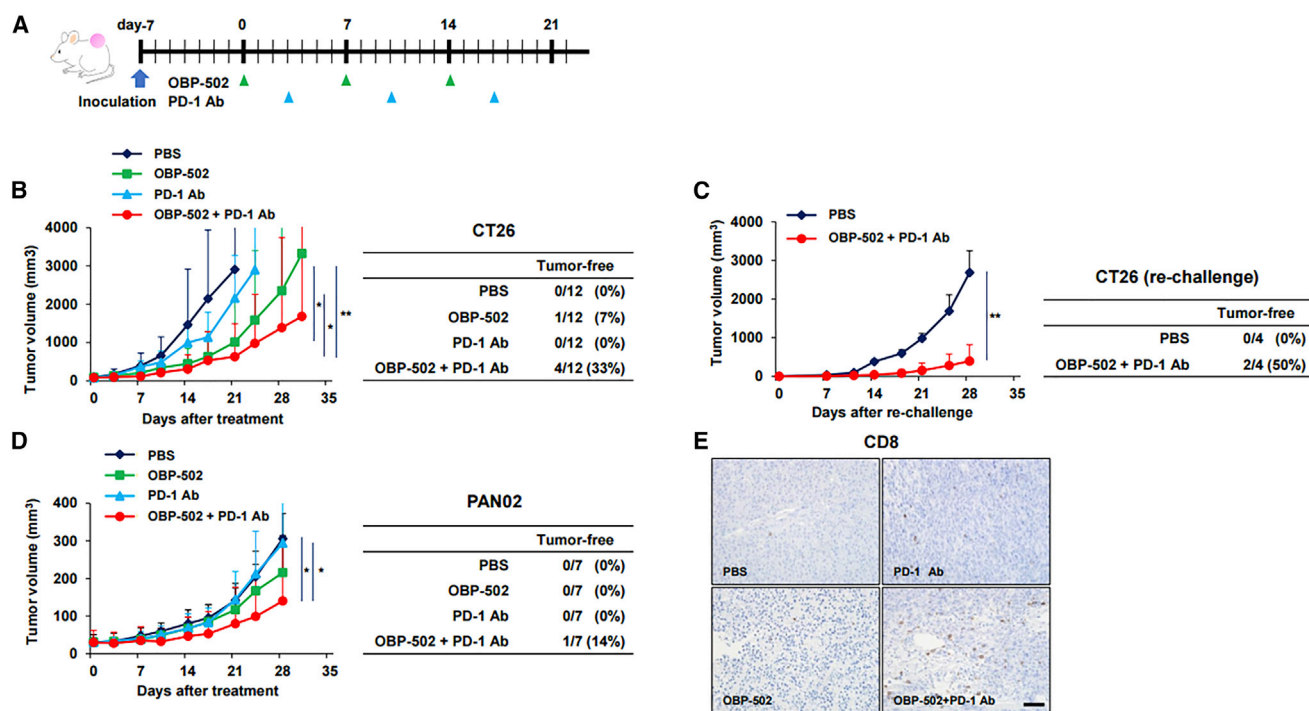 A
day-7 0 7 14 21
OBP-502
Inoculation PD-1 Ab
B
PBS
OBP-502
PD-1 Ab
OBP-502 + PD-1 Ab
Tumor volume (mm3)
4000
3000
2000
1000
0
0 7 14 21 28 35
Days after treatment
*
*
**
CT26
Tumor-free
PBS 0/12 (0%)
OBP-502 1/12 (7%)
PD-1 Ab 0/12 (0%)
OBP-502 + PD-1 Ab 4/12 (33%)
C
PBS
OBP-502 + PD-1 Ab
Tumor volume (mm³)
4000
3000
2000
1000
0
0 7 14 21 28 35
Days after re-challenge
**
CT26 (re-challenge)
Tumor-free
PBS 0/4 (0%)
OBP-502 + PD-1 Ab 2/4 (50%)
D
PBS
OBP-502
PD-1 Ab
OBP-502 + PD-1 Ab
Tumor volume (mm³)
400
300
200
100
0
0 7 14 21 28 35
Days after treatment
* *
PAN02
Tumor-free
PBS 0/7 (0%)
OBP-502 0/7 (0%)
PD-1 Ab 0/7 (0%)
OBP-502 + PD-1 Ab 1/7 (14%)
E
CD8
PBS
PD-1 Ab
OBP-502
OBP-502+PD-1 Ab